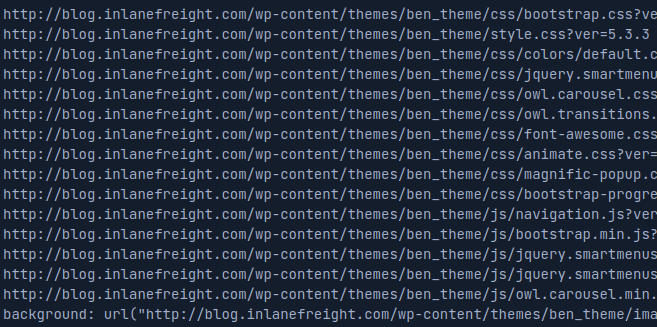 http://blog.inlanefreight.com/wp-content/themes/ben_theme/css/bootstrap.css?ve
http://blog.inlanefreight.com/wp-content/themes/ben_theme/style.css?ver=5.3.3
http://blog.inlanefreight.com/wp-content/themes/ben_theme/css/colors/default.c
http://blog.inlanefreight.com/wp-content/themes/ben_theme/css/jquery.smartmenu
http://blog.inlanefreight.com/wp-content/themes/ben_theme/css/owl.carousel.css
http://blog.inlanefreight.com/wp-content/themes/ben_theme/css/owl.transitions.
http://blog.inlanefreight.com/wp-content/themes/ben_theme/css/font-awesome.css
http://blog.inlanefreight.com/wp-content/themes/ben_theme/css/animate.css?ver=
http://blog.inlanefreight.com/wp-content/themes/ben_theme/css/magnific-popup.c
http://blog.inlanefreight.com/wp-content/themes/ben_theme/css/bootstrap-progre
http://blog.inlanefreight.com/wp-content/themes/ben_theme/js/navigation.js?ver
http://blog.inlanefreight.com/wp-content/themes/ben_theme/js/bootstrap.min.js?
http://blog.inlanefreight.com/wp-content/themes/ben_theme/js/jquery.smartmenus
http://blog.inlanefreight.com/wp-content/themes/ben_theme/js/jquery.smartmenus
http://blog.inlanefreight.com/wp-content/themes/ben_theme/js/owl.carousel.min.
background: url("http://blog.inlanefreight.com/wp-content/themes/ben_theme/ima